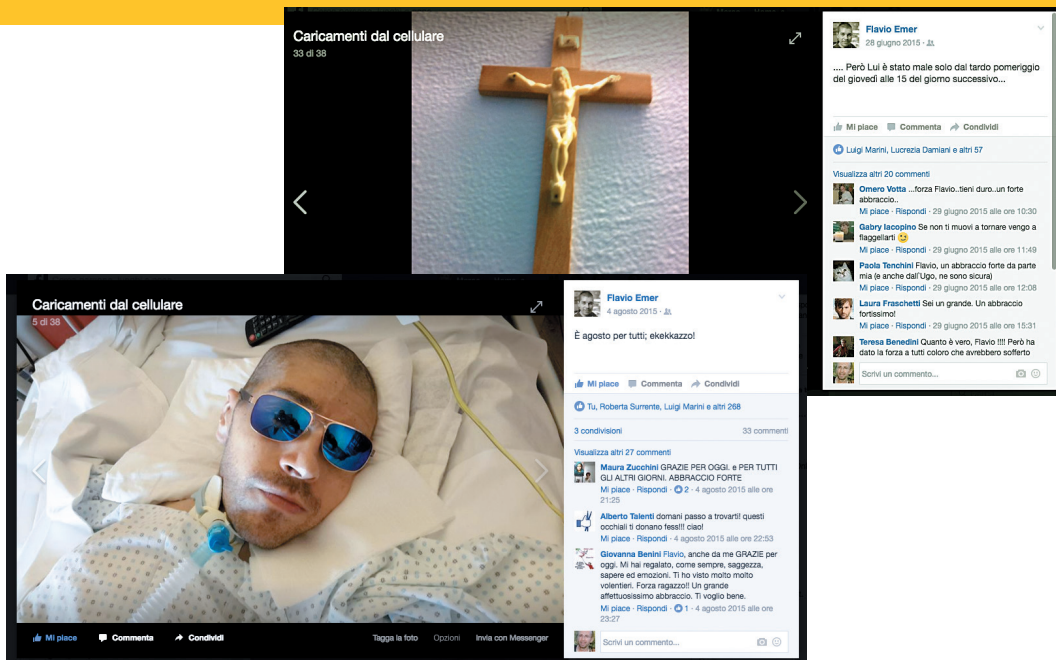 Caricamenti dal cellulare
33 di 38
Flavio Emer
28 giugno 2015 ·
.... Però Lui è stato male solo dal tardo pomeriggio
del giovedì alle 15 del giorno successivo...
Mi piace Commenta Condividi
Luigi Marini, Lucrezia Damiani e altri 57
Visualizza altri 20 commenti
Omero Votta ...forza Flavio..tieni duro..un forte
abbraccio..
Mi piace · Rispondi · 29 giugno 2015 alle ore 10:30
Gabry Iacopino Se non ti muovi a tornare vengo a
flaggellarti
Mi piace · Rispondi · 29 giugno 2015 alle ore 11:49
Paola Tenchini Flavio, un abbraccio forte da parte
mia (e anche dall'Ugo, ne sono sicura)
Mi piace · Rispondi · 29 giugno 2015 alle ore 12:08
Laura Fraschetti Sei un grande. Un abbraccio
fortissimo!
Mi piace · Rispondi · 29 giugno 2015 alle ore 15:31
Teresa Benedini Quanto è vero, Flavio !!!! Però ha
dato la forza a tutti coloro che avrebbero sofferto
Scrivi un commento...
Caricamenti dal cellulare
5 di 38
Flavio Emer
4 agosto 2015 ·
È agosto per tutti; ekekkazzo!
Mi piace Commenta Condividi
Tu, Roberta Surrente, Luigi Marini e altri 268
3 condivisioni 33 commenti
Visualizza altri 27 commenti
Maura Zucchini GRAZIE PER OGGI. e PER TUTTI
GLI ALTRI GIORNI. ABBRACCIO FORTE
Mi piace · Rispondi · 2 · 4 agosto 2015 alle ore
21:25
Alberto Talenti domani passo a trovarti! questi
occhiali ti donano fess!!! ciao!
Mi piace · Rispondi · 4 agosto 2015 alle ore 22:53
Giovanna Benini Flavio, anche da me GRAZIE per
oggi. Mi hai regalato, come sempre, saggezza,
sapere ed emozioni. Ti ho visto molto molto
volentieri. Forza ragazzo!! Un grande
affettuosissimo abbraccio. Ti voglio bene.
Mi piace · Rispondi · 1 · 4 agosto 2015 alle ore
23:27
Scrivi un commento...
Mi piace Commenta Condividi Tagga la foto Opzioni Invia con Messenger